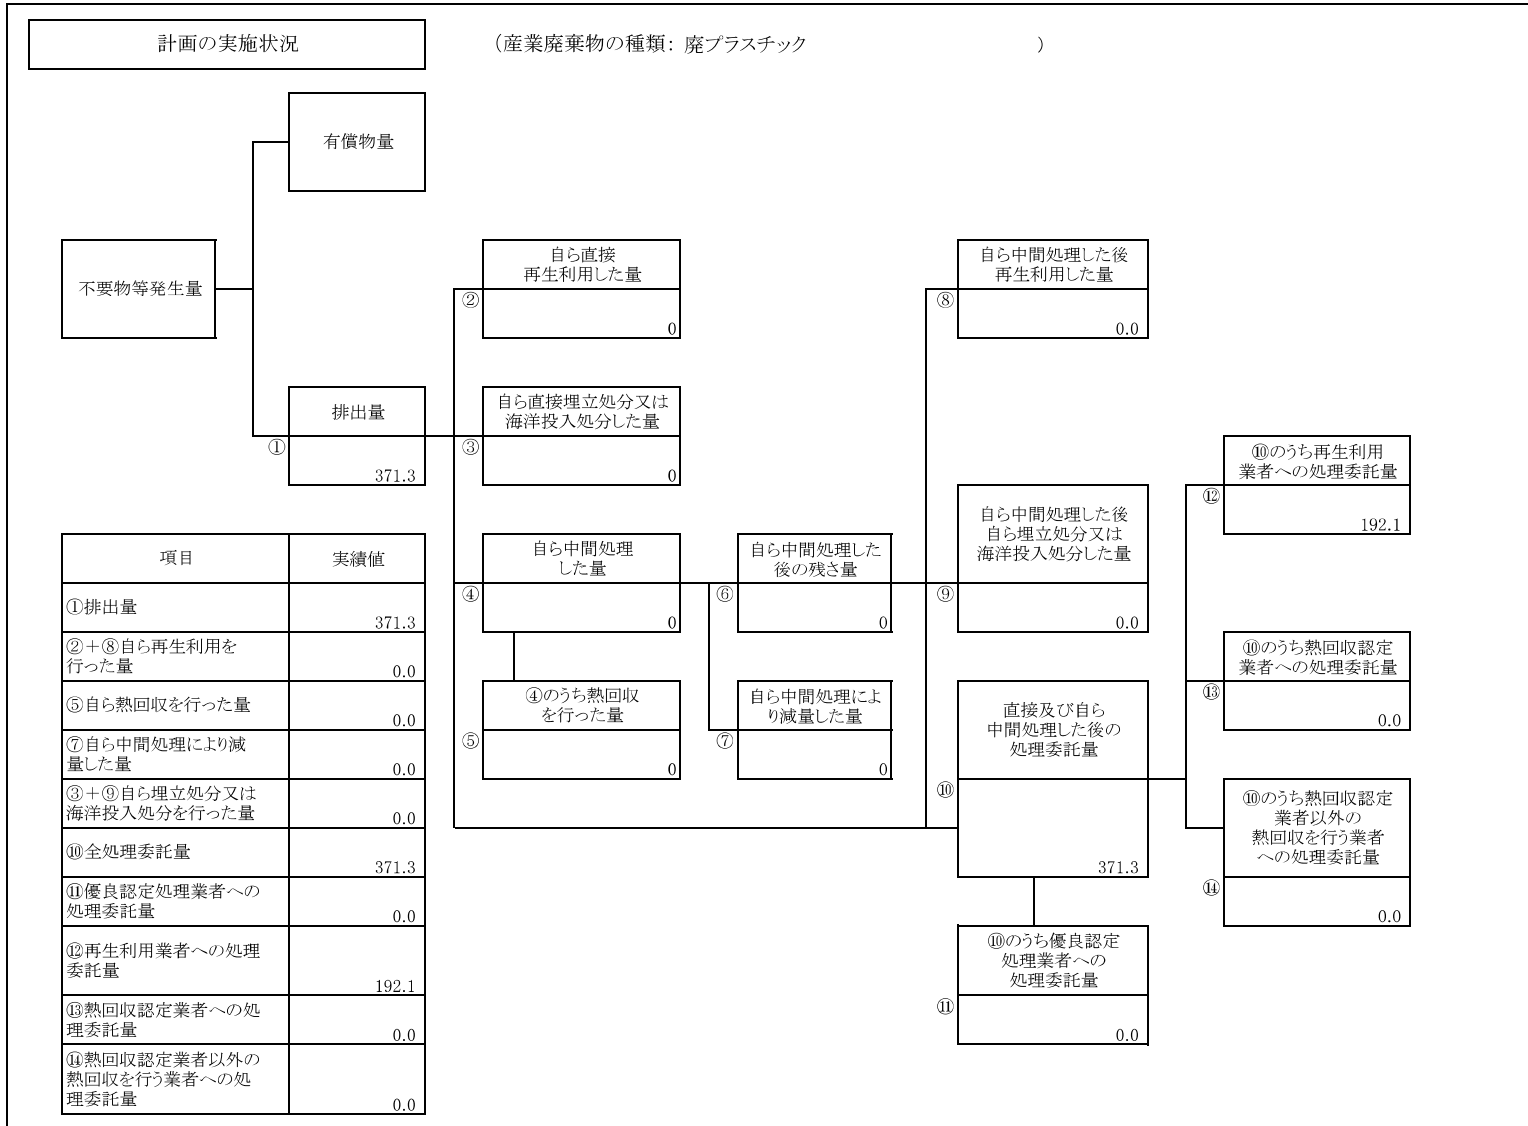 計画の実施状況
（産業廃棄物の種類：廃プラスチック　　　　　　　　　　　）
有償物量
不要物等発生量
排出量
①
371.3
自ら直接
再生利用した量
②
0
自ら直接埋立処分又は
海洋投入処分した量
③
0
自ら中間処理
した量
④
0
④のうち熱回収
を行った量
⑤
0
自ら中間処理した
後の残さ量
⑥
0
自ら中間処理によ
り減量した量
⑦
0
自ら中間処理した後
再生利用した量
⑧
0.0
自ら中間処理した後
自ら埋立処分又は
海洋投入処分した量
⑨
0.0
直接及び自ら
中間処理した後の
処理委託量
⑩
371.3
⑩のうち優良認定
処理業者への
処理委託量
⑪
0.0
⑩のうち再生利用
業者への処理委託量
⑫
192.1
⑩のうち熱回収認定
業者への処理委託量
⑬
0.0
⑩のうち熱回収認定
業者以外の
熱回収を行う業者
への処理委託量
⑭
0.0
項目 実績値
①排出量
371.3
②＋⑧自ら再生利用を
行った量
0.0
⑤自ら熱回収を行った量
0.0
⑦自ら中間処理により減
量した量
0.0
③＋⑨自ら埋立処分又は
海洋投入処分を行った量
0.0
⑩全処理委託量
371.3
⑪優良認定処理業者への
処理委託量
0.0
⑫再生利用業者への処理
委託量
192.1
⑬熱回収認定業者への処
理委託量
0.0
⑭熱回収認定業者以外の
熱回収を行う業者への処
理委託量
0.0